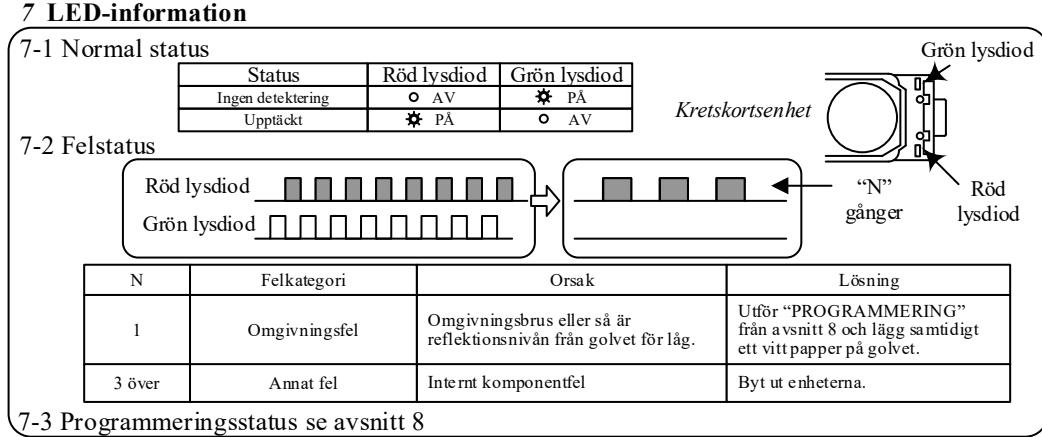 7 LED-information
7-1 Normal status
Grön lysdiod
Status Röd lysdiod Grön lysdiod
Ingen detektering AV PÅ
Upptäckt PÅ AV
Kretskortsenhet
7-2 Felstatus
Röd lysdiod
Grön lysdiod
“N”
gånger
Röd
lysdiod
N Felkategori Orsak Lösning
1 Omgivningsfel Omgivningsbrus eller så är
reflektionsnivån från golvet för låg.
Utför “PROGRAMMERING”
från avsnitt 8 och lägg samtidigt
ett vitt papper på golvet.
3 över Annat fel Internt komponentfel Byt ut enheterna.
7-3 Programmeringsstatus se avsnitt 8